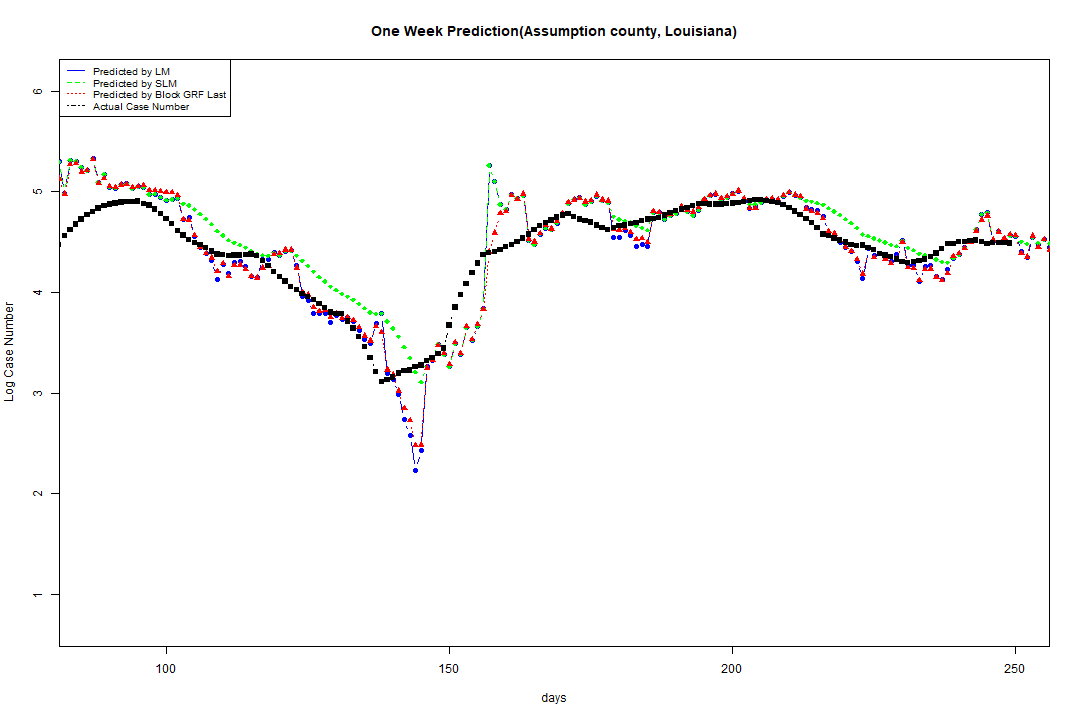 One Week Prediction(Assumption county, Louisiana)
Predicted by LM
Predicted by SLM
Predicted by Block GRF Last
Actual Case Number
6
5
4
3
2
1
Log Case Number
100 150 200 250
days